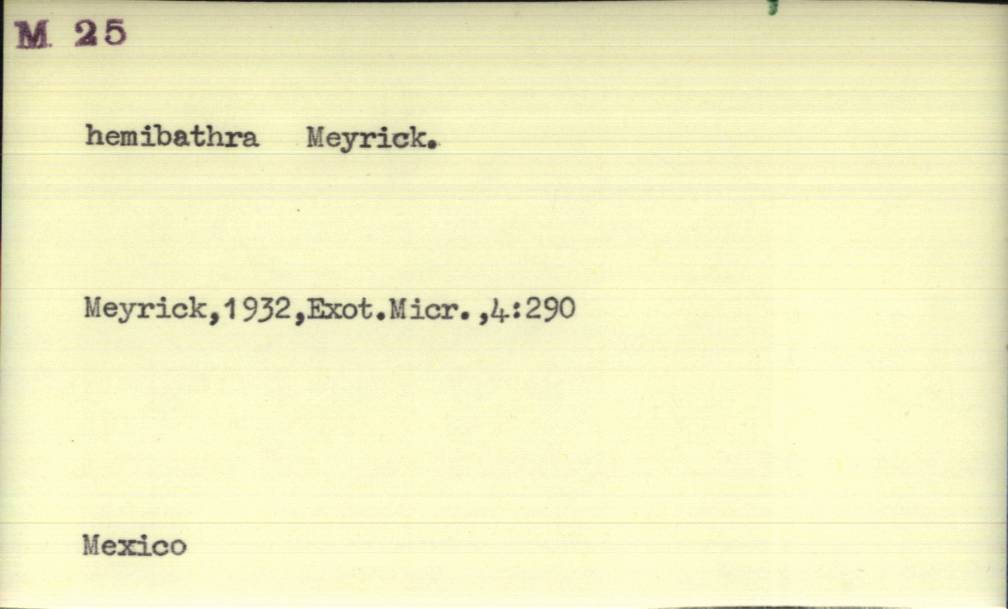 M 25
hemibathra Meyrick.
Meyrick,1932,Exot.Micr.,4:290
Mexico